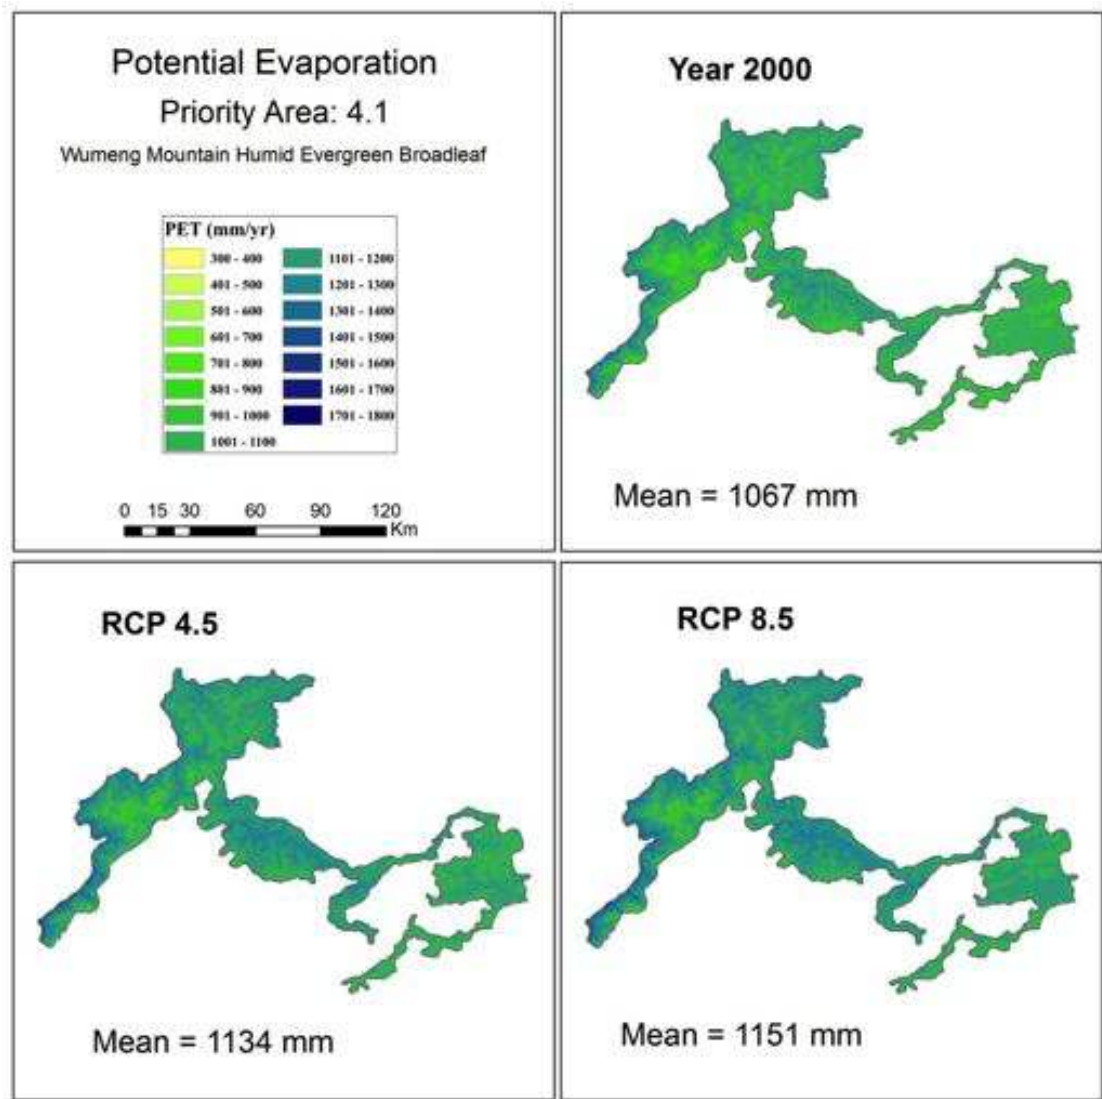 Potential Evaporation
Priority Area: 4.1
Wumeng Mountain Humid Evergreen Broadleaf
PET (mm/yr)
300 - 400
401 - 500
501 - 600
601 - 700
701 - 800
801 - 900
901 - 1000
1001 - 1100
1101 - 1200
1201 - 1300
1301 - 1400
1401 - 1500
1501 - 1600
1601 - 1700
1701 - 1800
0 15 30 60 90 120
Km
Year 2000
Mean = 1067 mm
RCP 4.5
Mean = 1134 mm
RCP 8.5
Mean = 1151 mm